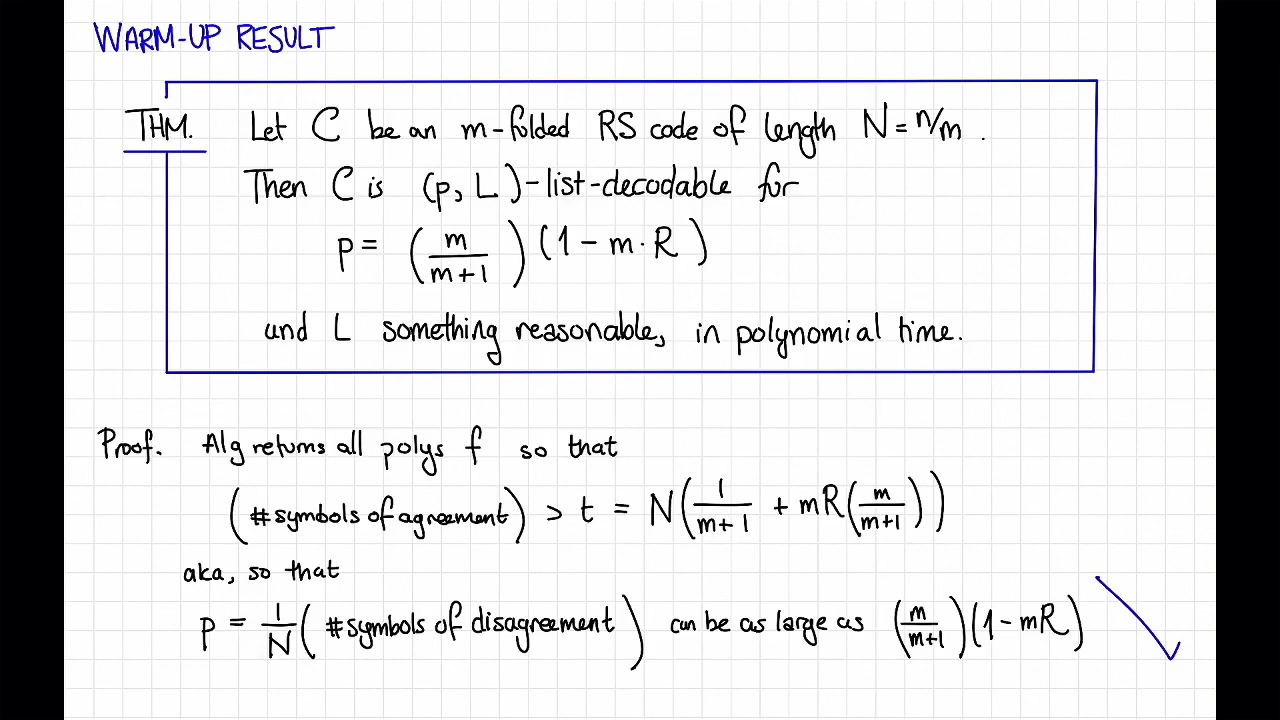 WARM-UP RESULT
THM. Let C be an m-folded RS code of length N = n/m.
Then C is (p, L)-list-decodable for
p = (m/(m+1)) (1 - m·R)
and L something reasonable, in polynomial time.
Proof. Alg returns all polys f so that
(#symbols of agreement) > t = N(1/(m+1) + mR(m/(m+1)))
aka, so that
p = 1/N (#symbols of disagreement) can be as large as (m/(m+1))(1-mR)